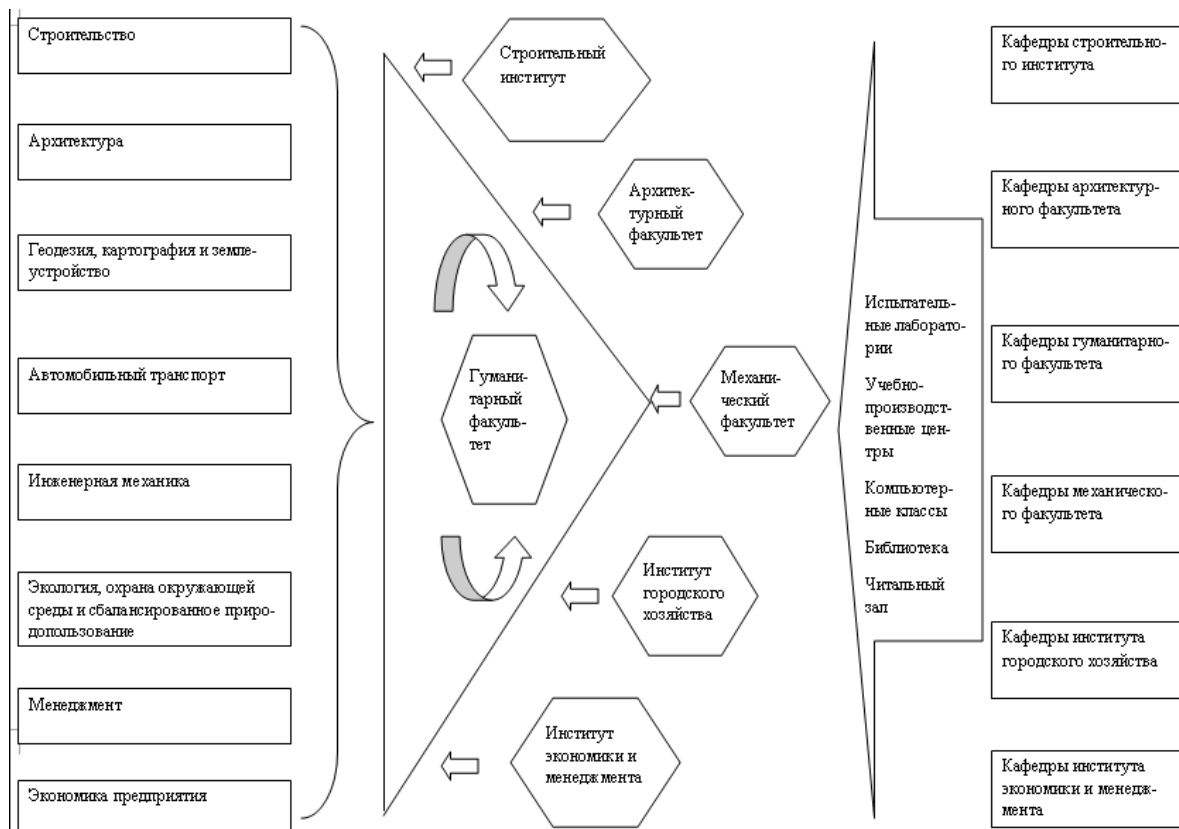 Строительство
Архитектура
Геодезия, картография и земле-
устройство
Автомобильный транспорт
Инженерная механика
Экология, охрана окружающей
среды и сбалансированное приро-
допользование
Менеджмент
Экономика предприятия
Строительный
институт
Архитек-
турный
факультет
Гумани-
тарный
факуль-
тет
Механи-
ческий
факультет
Институт
городского
хозяйства
Институт
экономики и
менеджмента
Испытатель-
ные лаборато-
рии
Учебно-
производст-
венные цен-
тры
Компьютер-
ные классы
Библиотека
Читальный
зал
Кафедры строительно-
го института
Кафедры архитектур-
ного факультета
Кафедры гуманитарного
факультета
Кафедры механическо-
го факультета
Кафедры института
городского хозяйства
Кафедры института
экономики и менедж-
мента